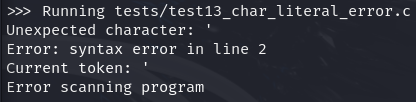 >>> Running tests/test13_char_literal_error.c
Unexpected character: '
Error: syntax error in line 2
Current token: '
Error scanning program